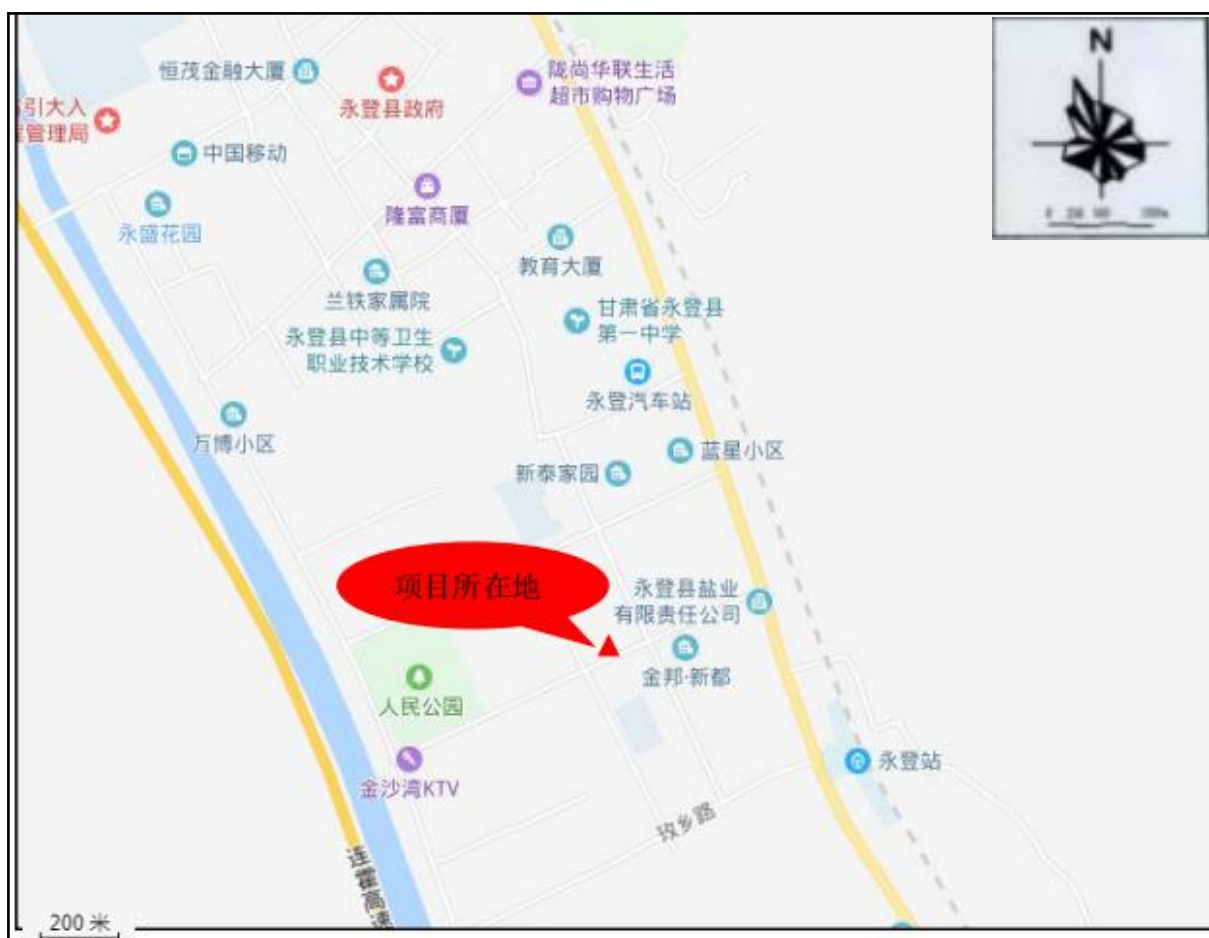 N
恒茂金融大厦
永登县政府
陇尚华联生活
超市购物广场
引大入
管理局
中国移动
隆富商厦
永盛花园
教育大厦
兰铁家属院
甘肃省永登县
第一中学
永登县中等卫生
职业技术学校
永登汽车站
万博小区
蓝星小区
新泰家园
项目所在地
永登县盐业
有限责任公司
金邦·新都
人民公园
永登站
金沙湾KTV
玫乡路
连霍高速
200 米